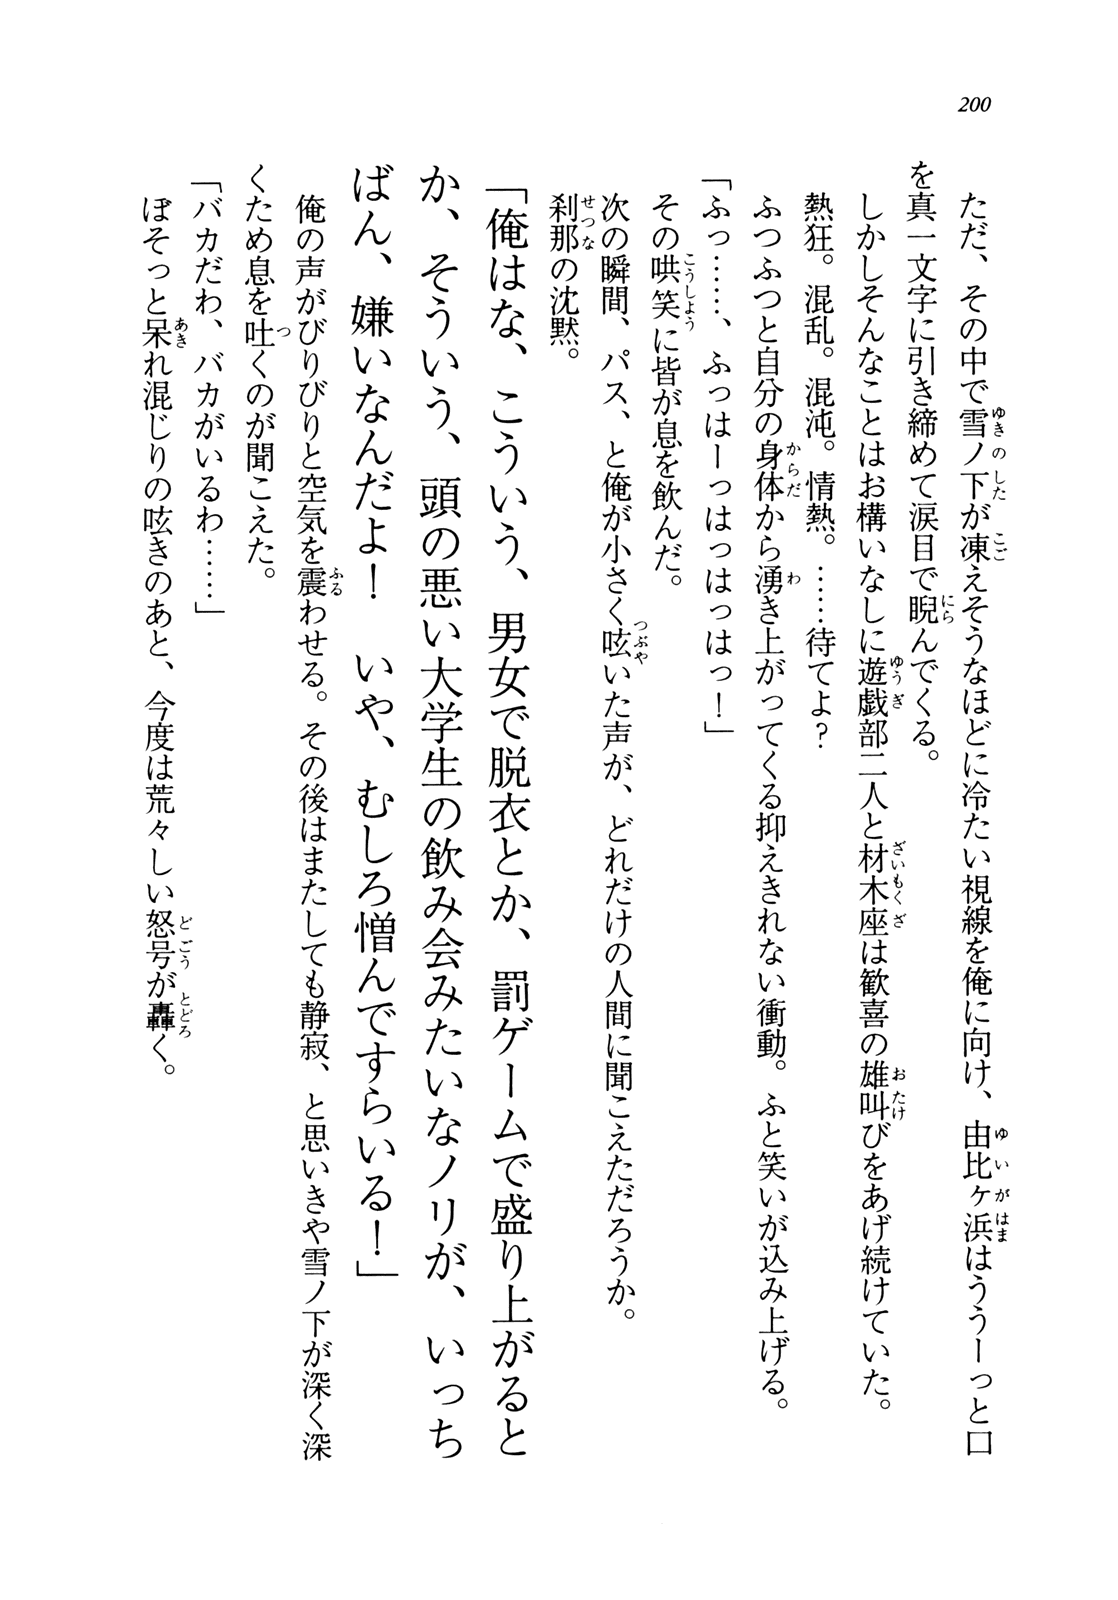 200
ただ、その中で雪ノ下が凍えそうなほどに冷たい視線を俺に向け、由比ヶ浜はううーっと口
を真一文字に引き締めて涙目で睨んでくる。
しかしそんなことはお構いなしに遊戯部二人と材木座は歓喜の雄叫びをあげ続けていた。
熱狂。混乱。混沌。情熱。……待てよ?
ふつふつと自分の身体から湧き上がってくる抑えきれない衝動。ふと笑いが込み上げる。
「ふっ……、ふっはーっはっはっはっ!」
その哄笑に皆が息を飲んだ。
次の瞬間、パス、と俺が小さく呟いた声が、どれだけの人間に聞こえただろうか。
刹那の沈黙。
「俺はな、こういう、男女で脱衣とか、罰ゲームで盛り上がると
か、そういう、頭の悪い大学生の飲み会みたいなノリが、いっち
ばん、嫌いなんだよ! いや、むしろ憎んですらいる!」
俺の声がびりびりと空気を震わせる。その後はまたしても静寂、と思いきや雪ノ下が深く深
くため息を吐くのが聞こえた。
「バカだわ、バカがいるわ……」
ぼそっと呆れ混じりの呟きのあと、今度は荒々しい怒号が轟く。